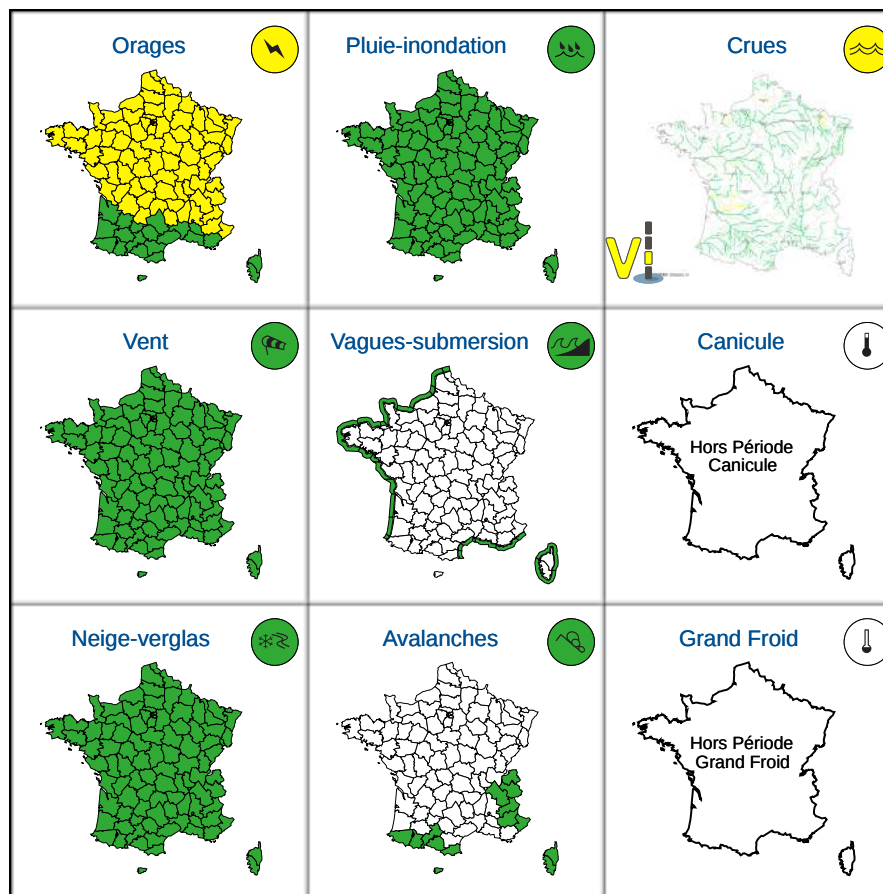 Orages
Pluie-inondation
Crues
Vent
Vagues-submersion
Canicule
Hors Période
Canicule
Neige-verglas
Avalanches
Grand Froid
Hors Période
Grand Froid